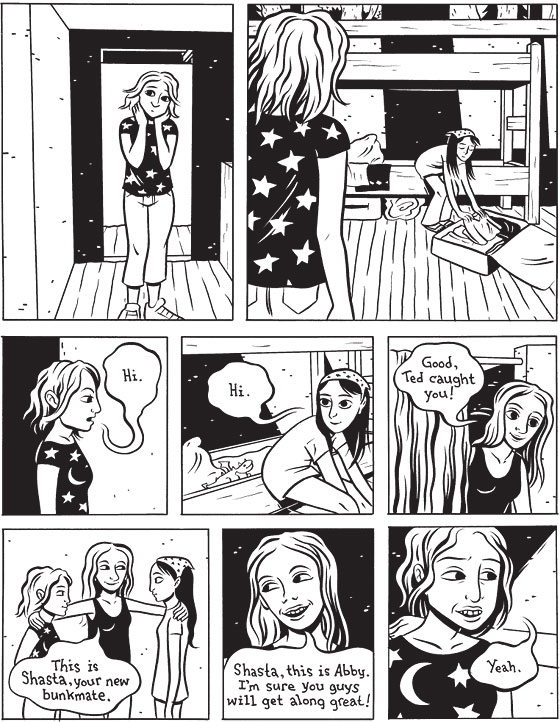 Hi.
Hi.
Good,
Ted caught
you!
This is
Shasta, your new
bunkmate.
Shasta, this is Abby.
I'm sure you guys
will get along great!
Yeah.